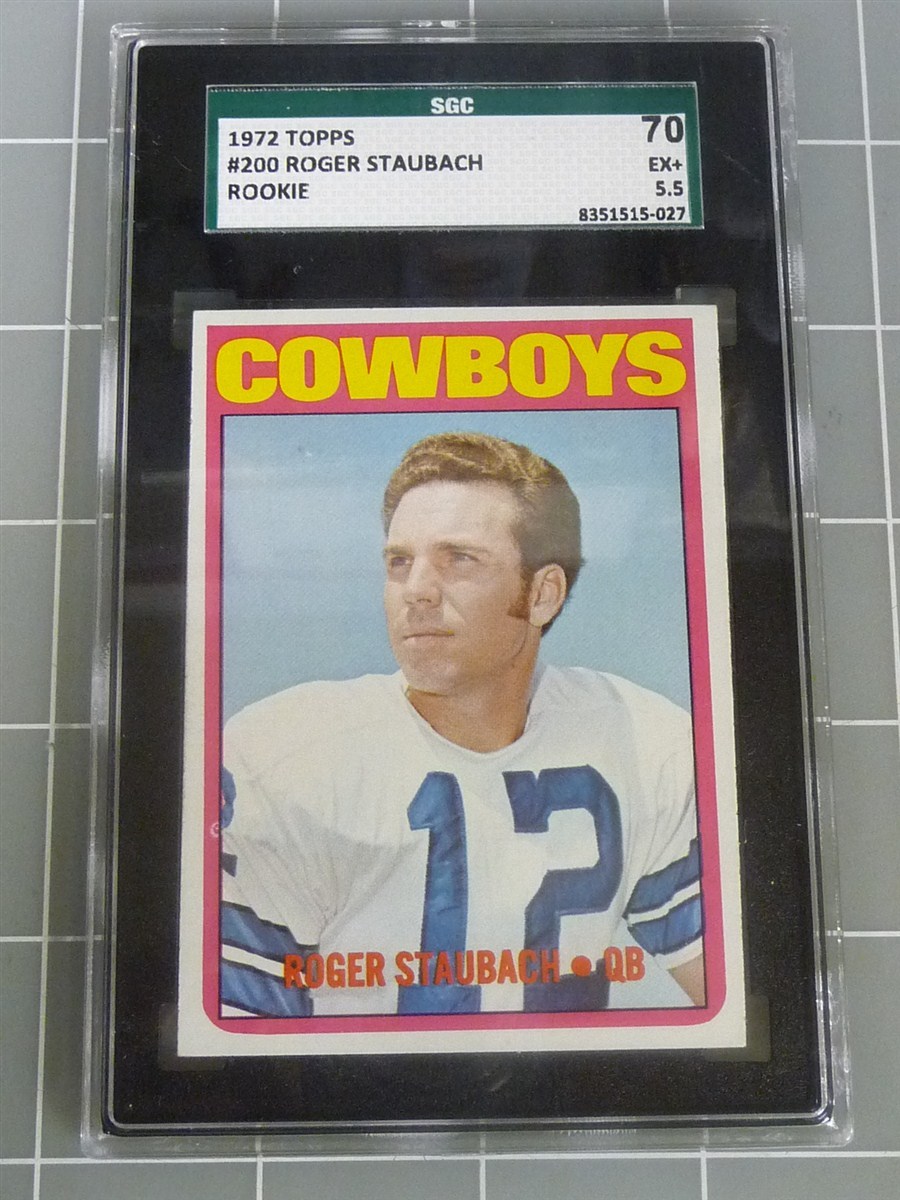 SGC
1972 TOPPS
70
#200 ROGER STAUBACH
EX+
ROOKIE
5.5
8351515-027
COWBOYS
12
ROGER STAUBACH • QB